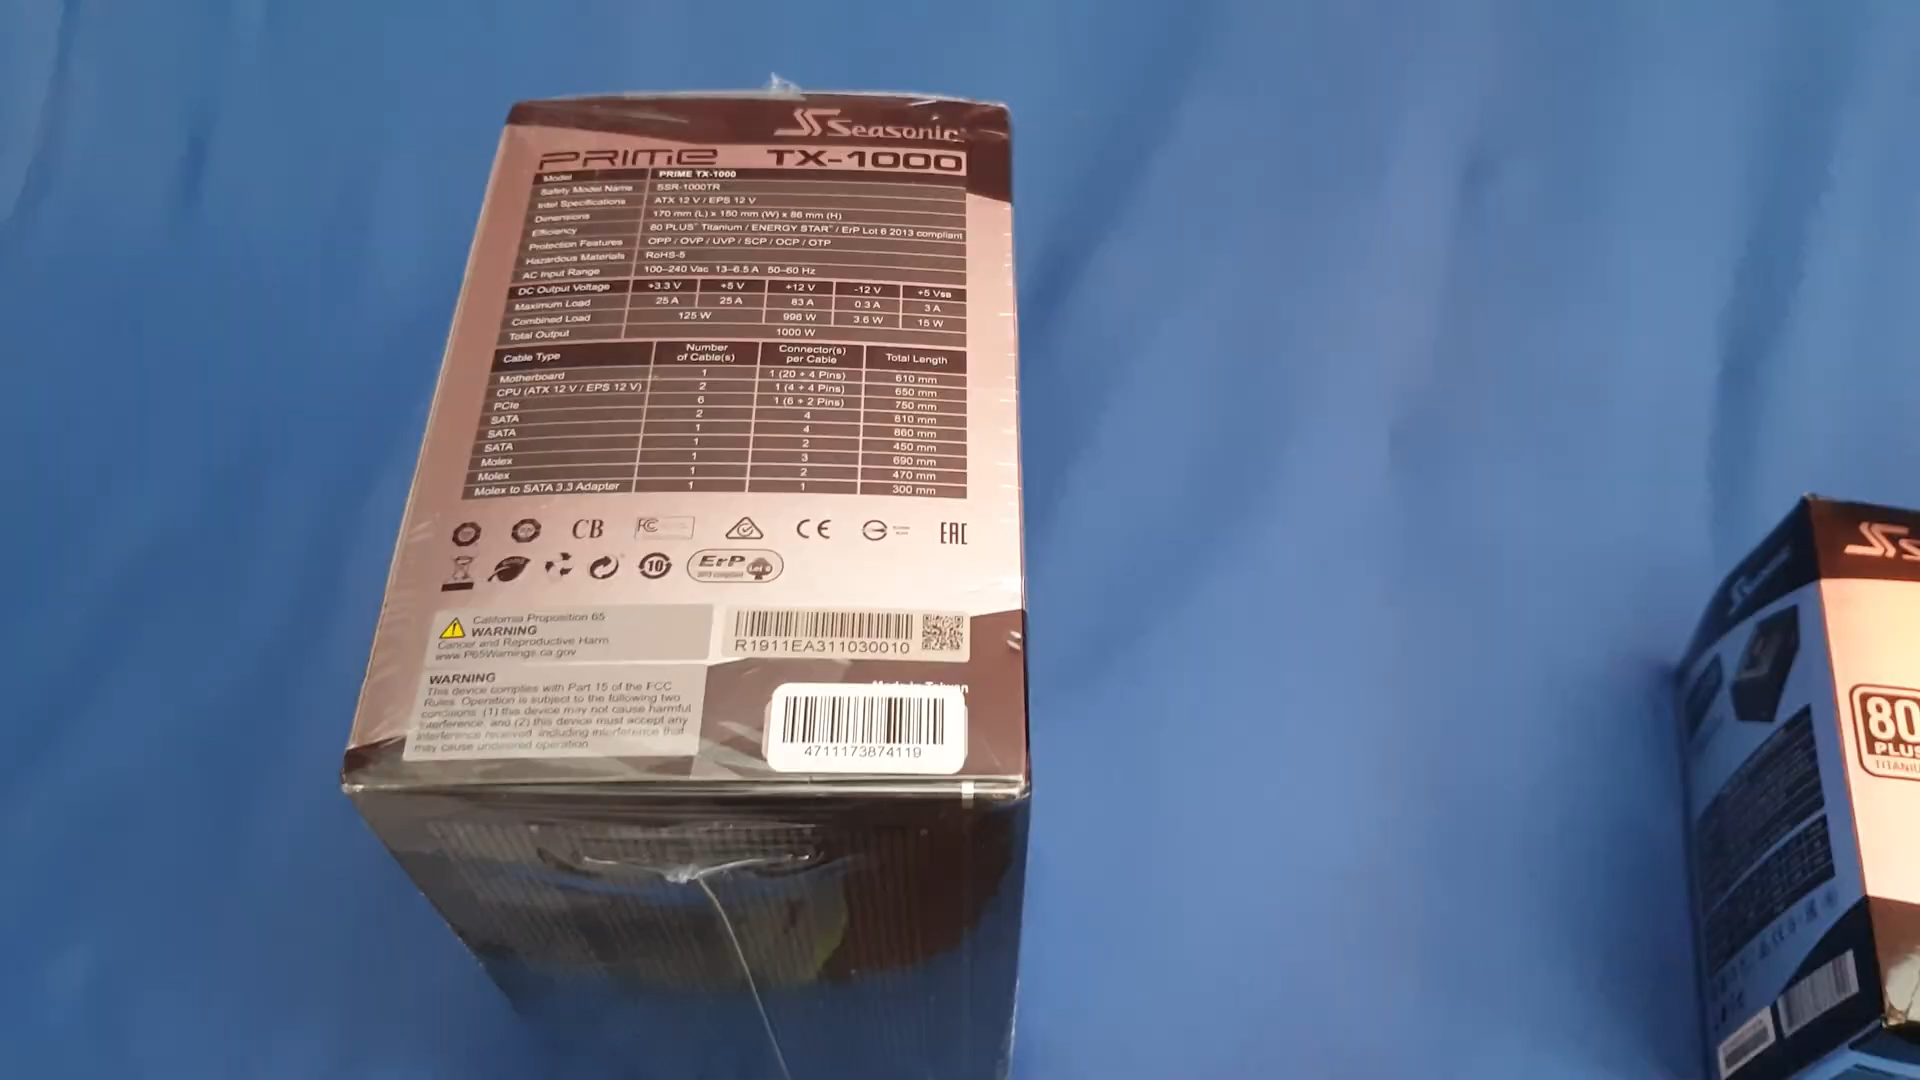 Seasonic
PRIME TX-1000
Model PRIME TX-1000
Safety Model Name SSR-1000TR
Intel Specifications ATX 12 V / EPS 12 V
Dimensions 170 mm (L) x 150 mm (W) x 86 mm (H)
Efficiency 80 PLUS® Titanium / ENERGY STAR® / ErP Lot 6 2013 compliant
Protection Features OPP / OVP / UVP / SCP / OCP / OTP
Hazardous Materials RoHS-5
AC Input Range 100–240 Vac 13–6.5 A 50–60 Hz
DC Output Voltage +3.3 V +5 V +12 V -12 V +5 VSB
Maximum Load 25 A 25 A 83 A 0.3 A 3 A
Combined Load 125 W 996 W 3.6 W 15 W
Total Output 1000 W
Cable Type Number of Cable(s) Connector(s) per Cable Total Length
Motherboard 1 1 (20 + 4 Pins) 610 mm
CPU (ATX 12 V / EPS 12 V) 2 1 (4 + 4 Pins) 650 mm
PCIe 6 1 (6 + 2 Pins) 750 mm
SATA 2 4 810 mm
SATA 1 4 860 mm
SATA 1 2 450 mm
Molex 1 3 690 mm
Molex 1 2 470 mm
Molex to SATA 3.3 Adapter 1 1 300 mm
CB FC CE EAC
10 ErP Lot 6
2013 compliant
California Proposition 65
WARNING
Cancer and Reproductive Harm
www.P65Warnings.ca.gov
R1911EA311030010
WARNING
This device complies with Part 15 of the FCC
Rules. Operation is subject to the following two
conditions: (1) this device may not cause harmful
interference, and (2) this device must accept any
interference received, including interference that
may cause undesired operation.
Made in Taiwan
4711173874119
80
PLUS
TITANIU